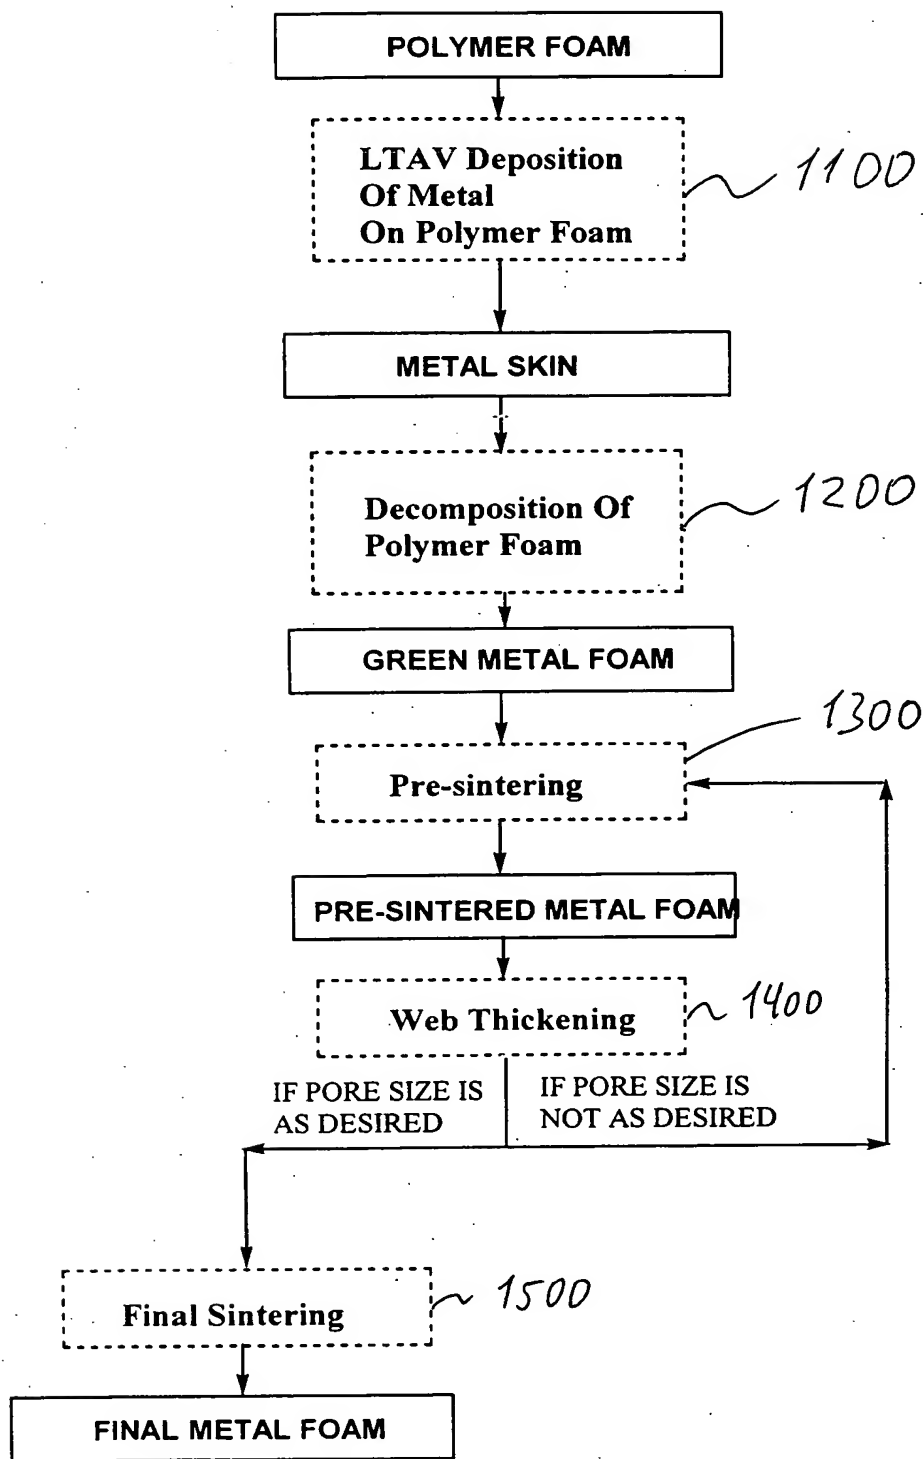 POLYMER FOAM
LTAV Deposition
Of Metal
On Polymer Foam
1100
METAL SKIN
Decomposition Of
Polymer Foam
1200
GREEN METAL FOAM
1300
Pre-sintering
PRE-SINTERED METAL FOAM
Web Thickening
1400
IF PORE SIZE IS
AS DESIRED
IF PORE SIZE IS
NOT AS DESIRED
Final Sintering
1500
FINAL METAL FOAM